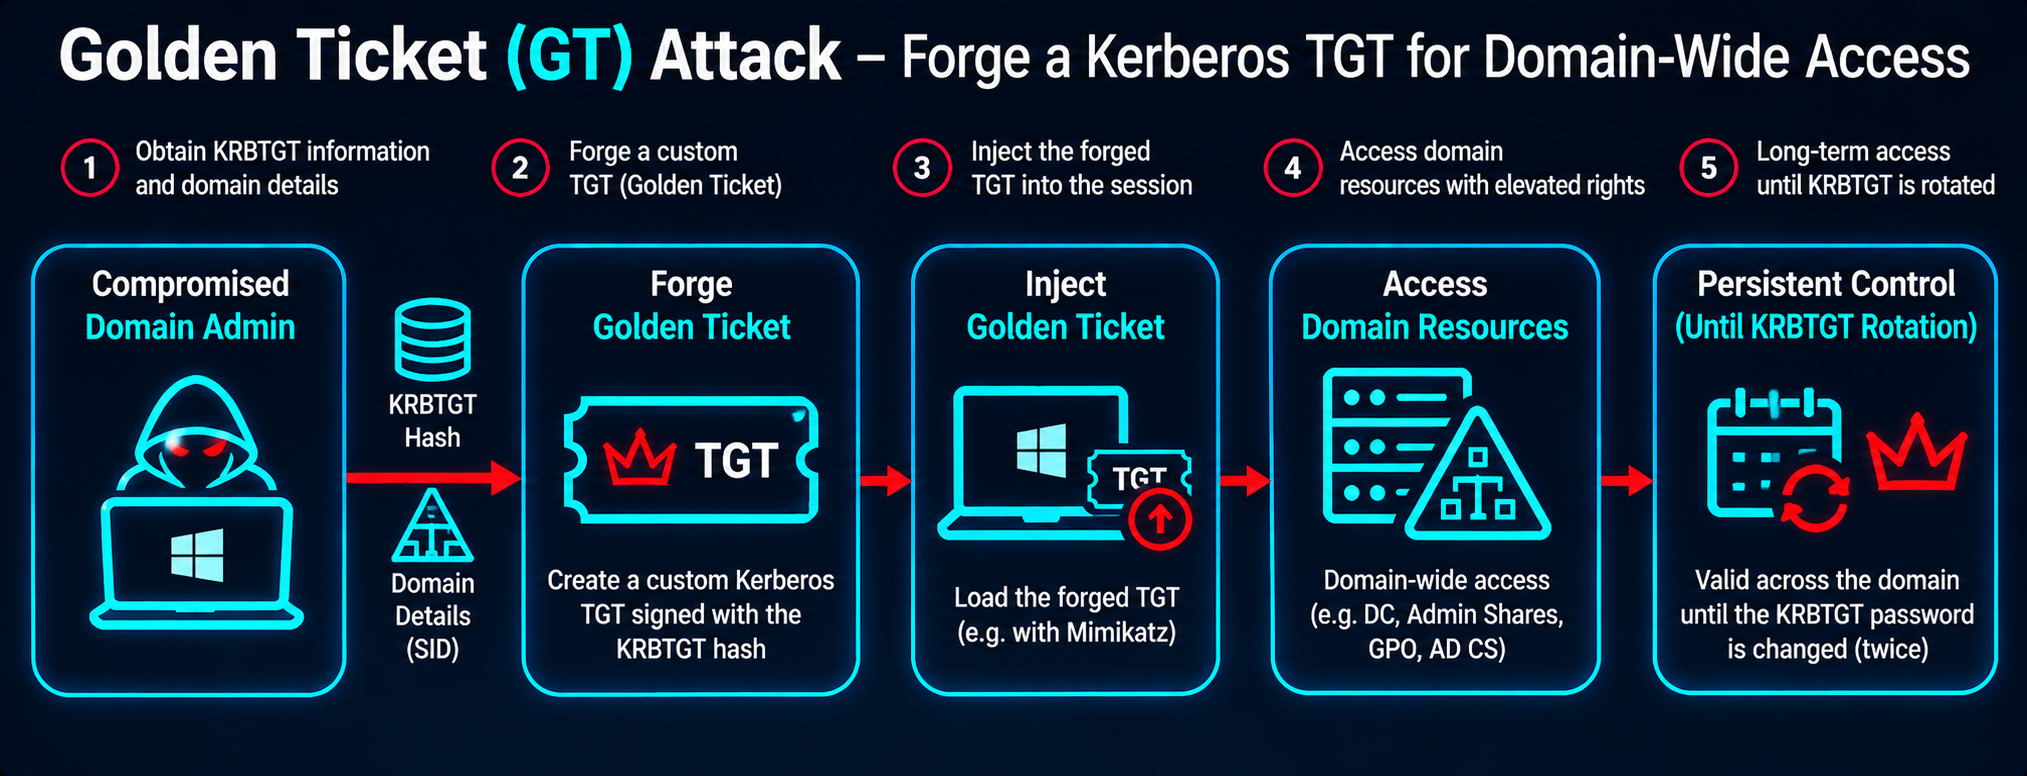 Golden Ticket (GT) Attack – Forge a Kerberos TGT for Domain-Wide Access
1
Obtain KRBTGT information
and domain details
2
Forge a custom
TGT (Golden Ticket)
3
Inject the forged
TGT into the session
4
Access domain
resources with elevated rights
5
Long-term access
until KRBTGT is rotated
Compromised
Domain Admin
KRBTGT
Hash
Domain
Details
(SID)
Forge
Golden Ticket
TGT
Create a custom Kerberos
TGT signed with the
KRBTGT hash
Inject
Golden Ticket
TGT
Load the forged TGT
(e.g. with Mimikatz)
Access
Domain Resources
Domain-wide access
(e.g. DC, Admin Shares,
GPO, AD CS)
Persistent Control
(Until KRBTGT Rotation)
Valid across the domain
until the KRBTGT password
is changed (twice)